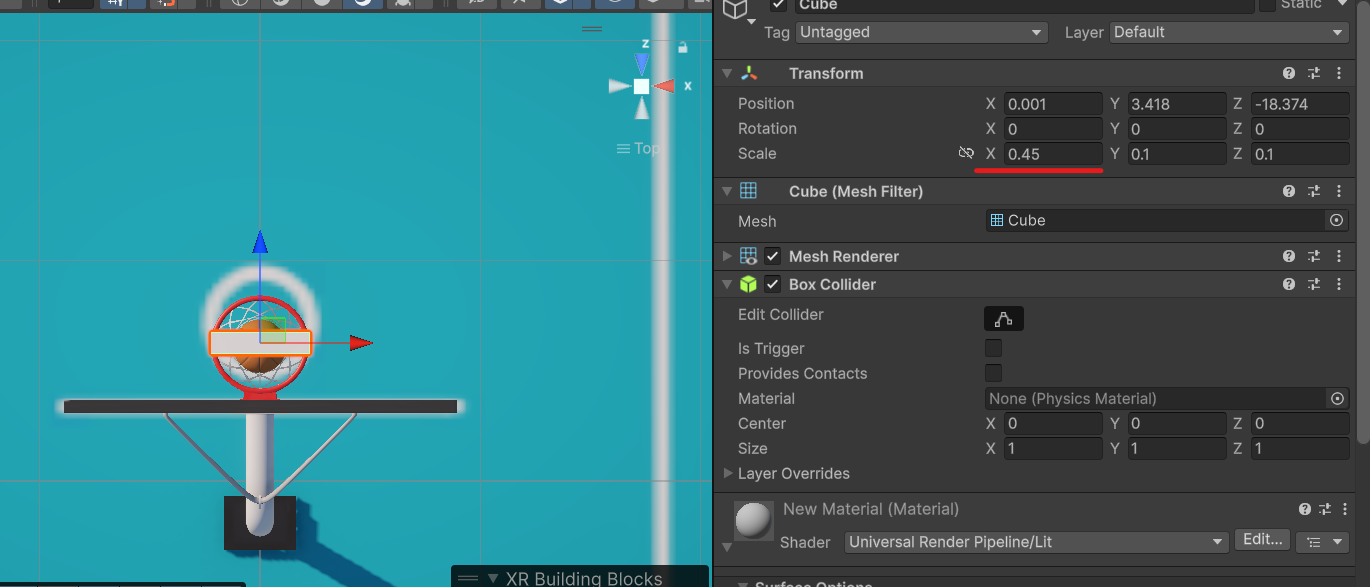 Cube
Static
Tag Untagged Layer Default
Transform
Position X 0.001 Y 3.418 Z -18.374
Rotation X 0 Y 0 Z 0
Scale X 0.45 Y 0.1 Z 0.1
Cube (Mesh Filter)
Mesh Cube
Mesh Renderer
Box Collider
Edit Collider
Is Trigger
Provides Contacts
Material None (Physics Material)
Center X 0 Y 0 Z 0
Size X 1 Y 1 Z 1
Layer Overrides
New Material (Material)
Shader Universal Render Pipeline/Lit Edit...
Surface Options
z
x
Top
XR Building Blocks